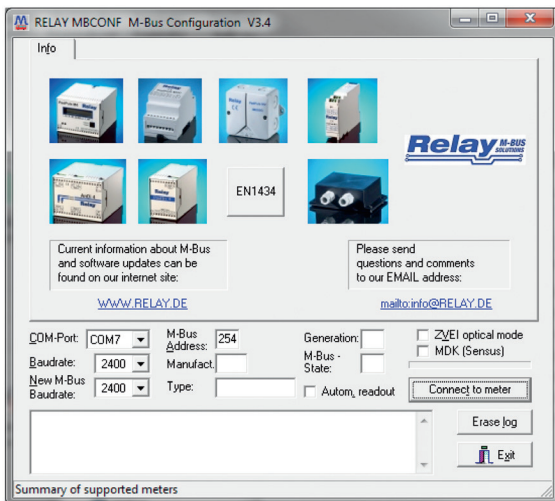 RELAY MBCONF M-Bus Configuration V3.4
Info
Relay M-BUS
SOLUTIONS
EN1434
Current information about M-Bus
and software updates can be
found on our internet site:
WWW.RELAY.DE
Please send
questions and comments
to our EMAIL address:
mailto:info@RELAY.DE
COM-Port: COM7
M-Bus
Address: 254
Generation:
ZVEI optical mode
Baudrate: 2400
Manufact.
M-Bus -
State:
MDK (Sensus)
New M-Bus
Baudrate: 2400
Type:
Autom. readout
Connect to meter
Erase log
Exit
Summary of supported meters